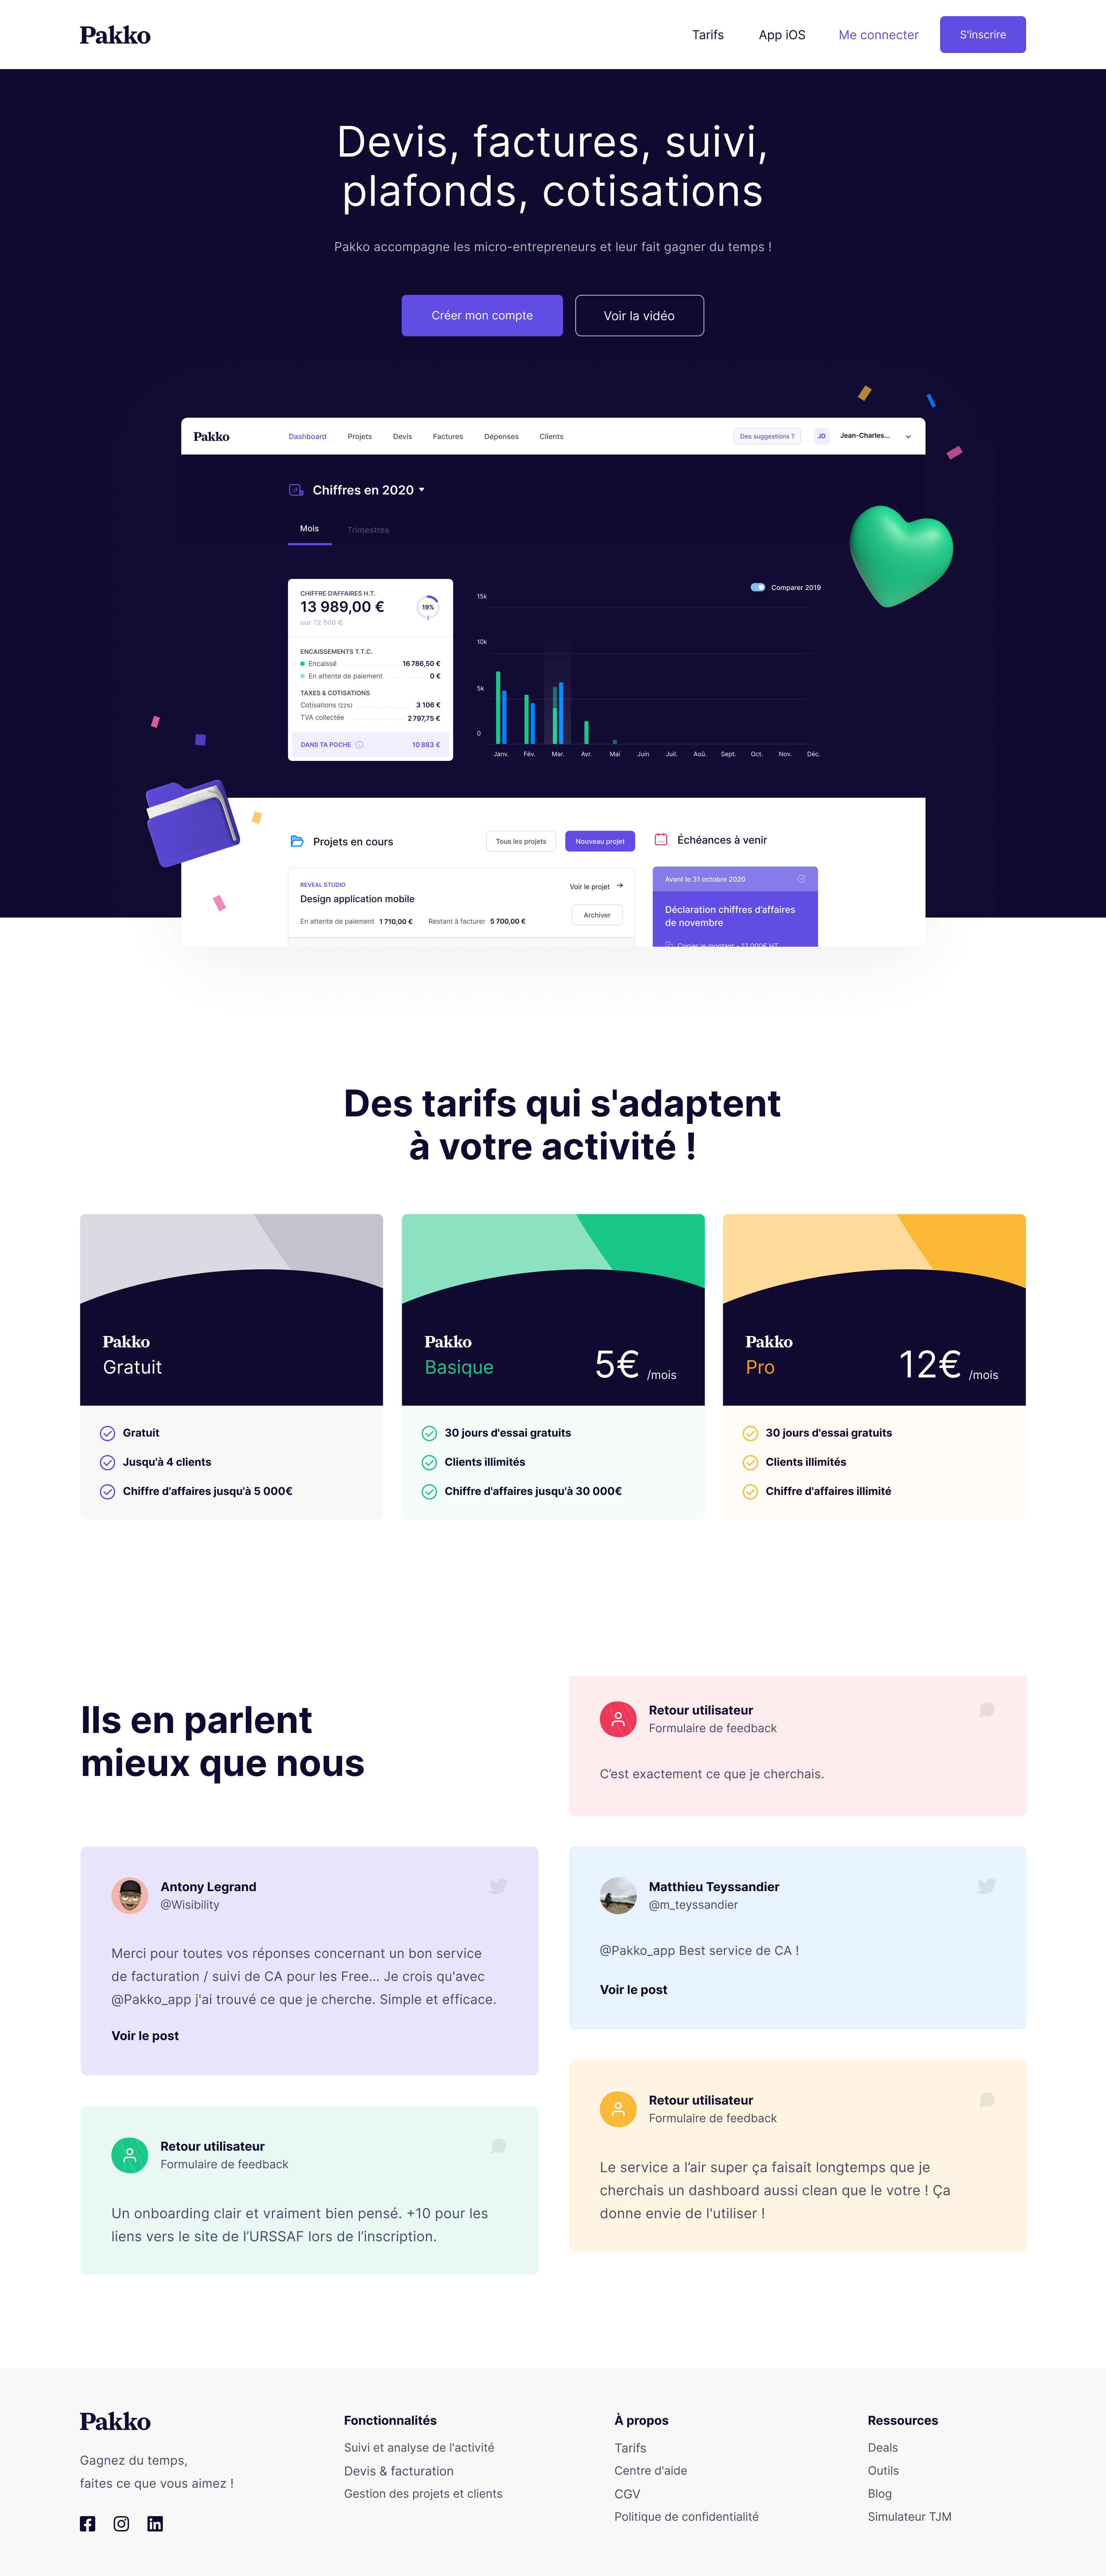 Pakko
Tarifs
App iOS
Me connecter
S'inscrire
Devis, factures, suivi,
plafonds, cotisations
Pakko accompagne les micro-entrepreneurs et leur fait gagner du temps !
Créer mon compte
Voir la vidéo
Pakko
Dashboard
Projets
Devis
Factures
Dépenses
Clients
Des suggestions ?
JD
Jean-Charles...
Chiffres en 2020
Mois
Trimestres
CHIFFRE D'AFFAIRES H.T.
13 989,00 €
sur 72 500 €
19%
ENCAISSEMENTS T.T.C.
Encaissé 16 786,50 €
En attente de paiement 0 €
TAXES & COTISATIONS
Cotisations (22%) 3 106 €
TVA collectée 2 797,75 €
DANS TA POCHE 10 883 €
Comparer 2019
15k
10k
5k
0
Janv. Fév. Mar. Avr. Mai Juin Juil. Aoû. Sept. Oct. Nov. Déc.
Projets en cours
Tous les projets
Nouveau projet
REVEAL STUDIO
Design application mobile
En attente de paiement 1 710,00 €
Restant à facturer 5 700,00 €
Voir le projet
Archiver
Échéances à venir
Avant le 31 octobre 2020
Déclaration chiffres d'affaires
de novembre
Copier le montant - 12 000€ HT
Des tarifs qui s'adaptent
à votre activité !
Pakko
Gratuit
Gratuit
Jusqu'à 4 clients
Chiffre d'affaires jusqu'à 5 000€
Pakko
Basique
5€ /mois
30 jours d'essai gratuits
Clients illimités
Chiffre d'affaires jusqu'à 30 000€
Pakko
Pro
12€ /mois
30 jours d'essai gratuits
Clients illimités
Chiffre d'affaires illimité
Ils en parlent
mieux que nous
Retour utilisateur
Formulaire de feedback
C’est exactement ce que je cherchais.
Antony Legrand
@Wisibility
Merci pour toutes vos réponses concernant un bon service
de facturation / suivi de CA pour les Free... Je crois qu'avec
@Pakko_app j'ai trouvé ce que je cherche. Simple et efficace.
Voir le post
Matthieu Teyssandier
@m_teyssandier
@Pakko_app Best service de CA !
Voir le post
Retour utilisateur
Formulaire de feedback
Un onboarding clair et vraiment bien pensé. +10 pour les
liens vers le site de l’URSSAF lors de l’inscription.
Retour utilisateur
Formulaire de feedback
Le service a l’air super ça faisait longtemps que je
cherchais un dashboard aussi clean que le votre ! Ça
donne envie de l'utiliser !
Pakko
Gagnez du temps,
faites ce que vous aimez !
Fonctionnalités
Suivi et analyse de l'activité
Devis & facturation
Gestion des projets et clients
À propos
Tarifs
Centre d'aide
CGV
Politique de confidentialité
Ressources
Deals
Outils
Blog
Simulateur TJM